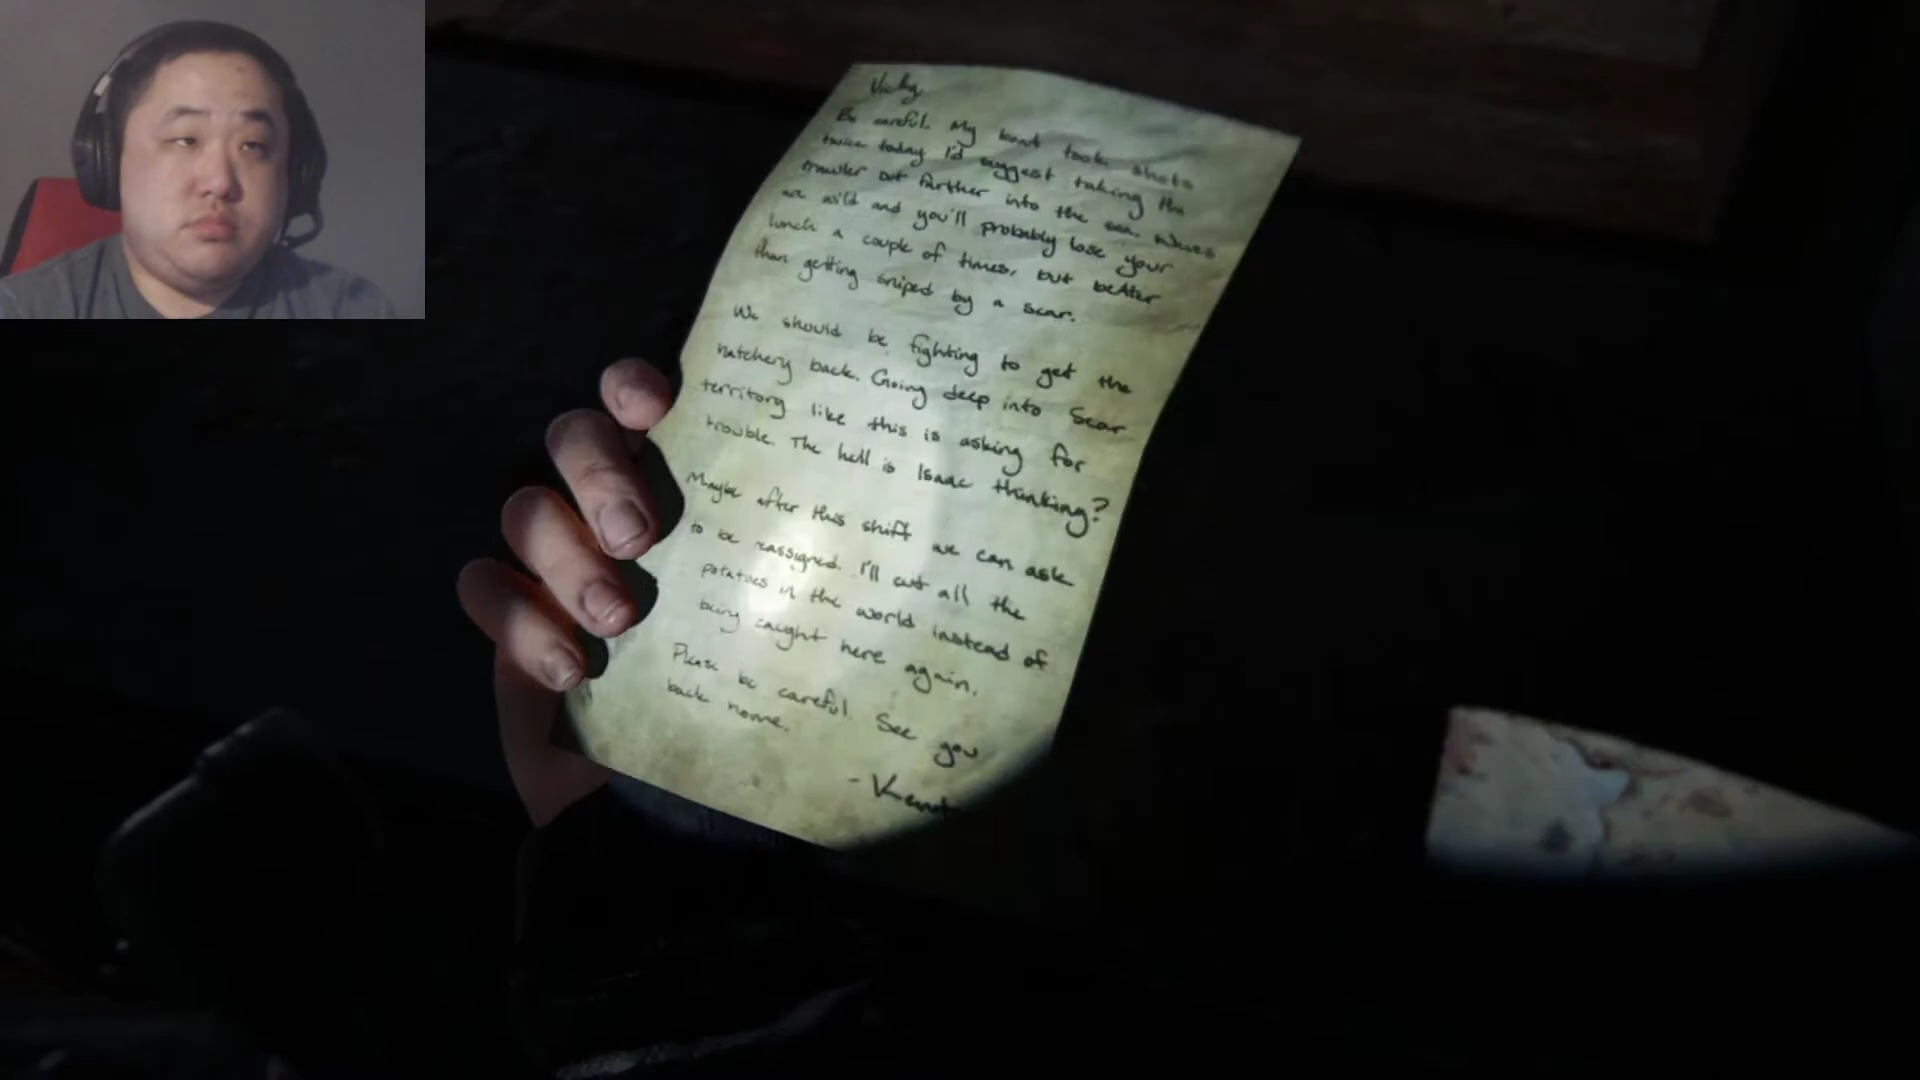 Vicky
Be careful. My boat took shots
twice today. I'd suggest taking the
trawler out farther into the sea. Waves
are wild and you'll probably lose your
lunch a couple of times, but better
than getting sniped by a scar.
We should be fighting to get the
hatchery back. Going deep into Scar
territory like this is asking for
trouble. The hell is Isaac thinking?
Maybe after this shift we can ask
to be reassigned. I'll cut all the
potatoes in the world instead of
being caught here again.
Please be careful. See you
back home.
- Kent